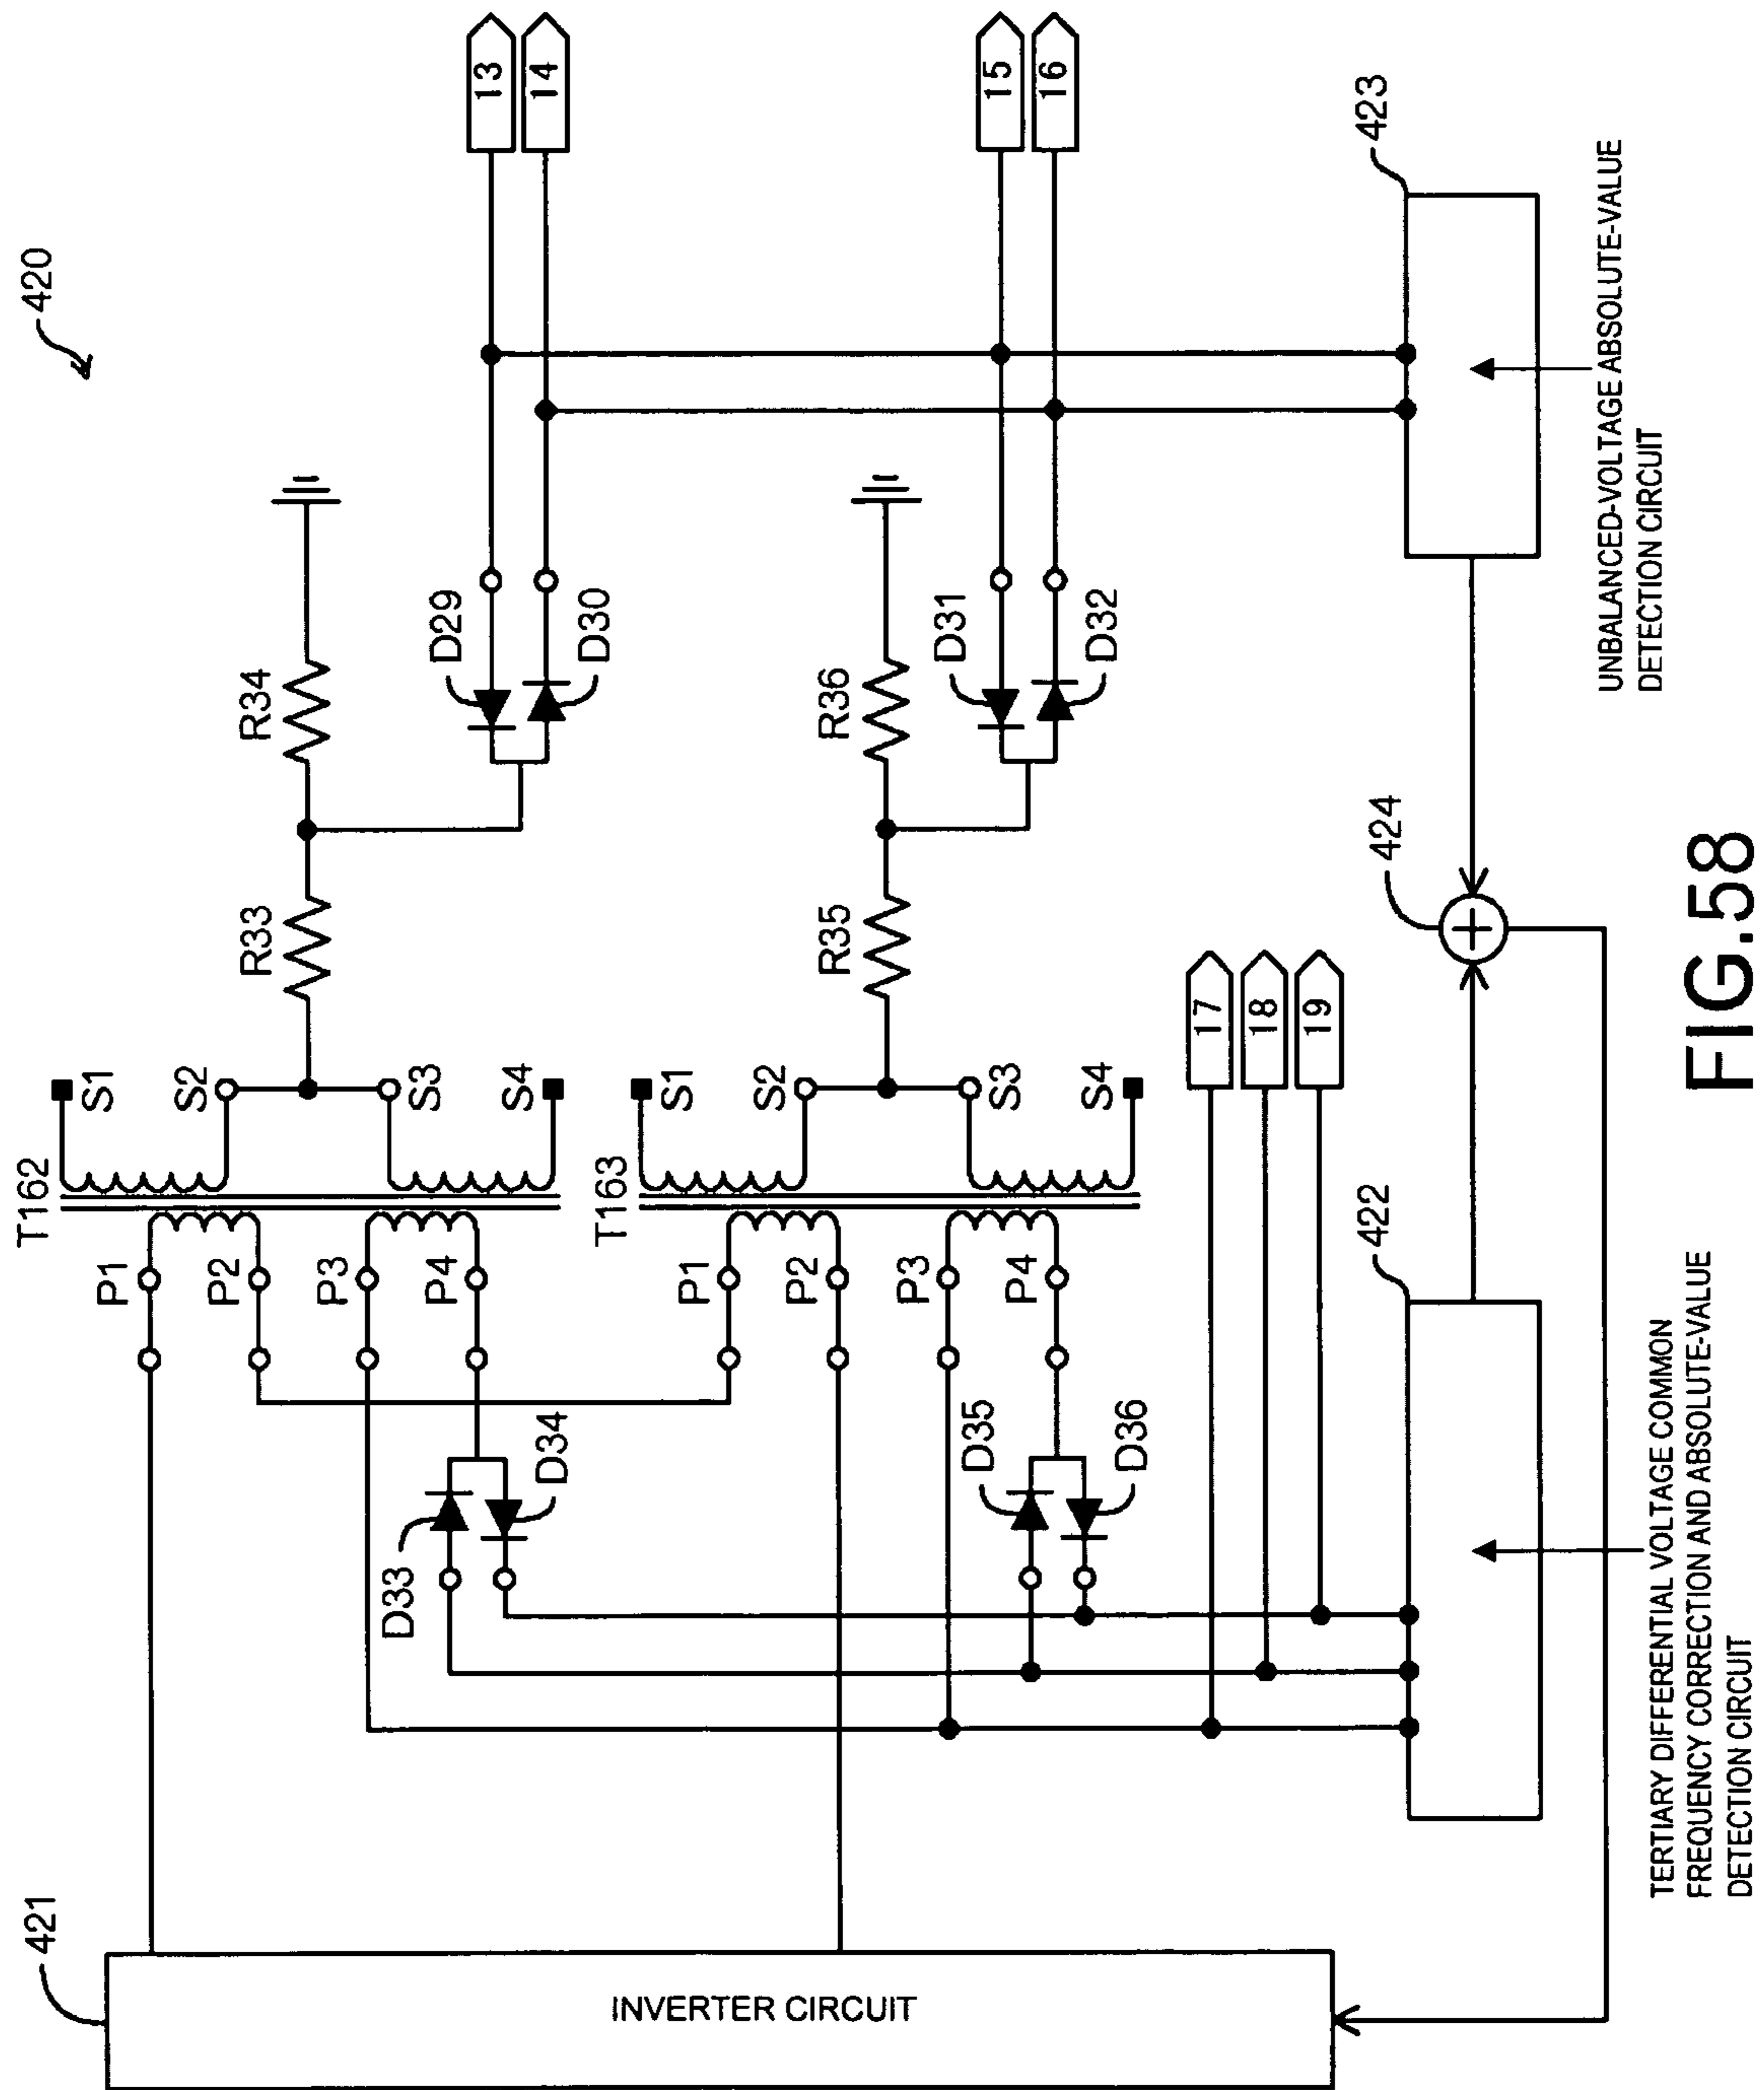 420
421
T162
P1
P2
P3
P4
S1
S2
S3
S4
R33
R34
D29
D30
13
14
D33
D34
T163
P1
P2
P3
P4
S1
S2
S3
S4
R35
R36
D31
D32
15
16
D35
D36
17
18
19
INVERTER CIRCUIT
422
424
423
TERTIARY DIFFERENTIAL VOLTAGE COMMON
FREQUENCY CORRECTION AND ABSOLUTE-VALUE
DETECTION CIRCUIT
UNBALANCED-VOLTAGE ABSOLUTE-VALUE
DETECTION CIRCUIT
FIG.58